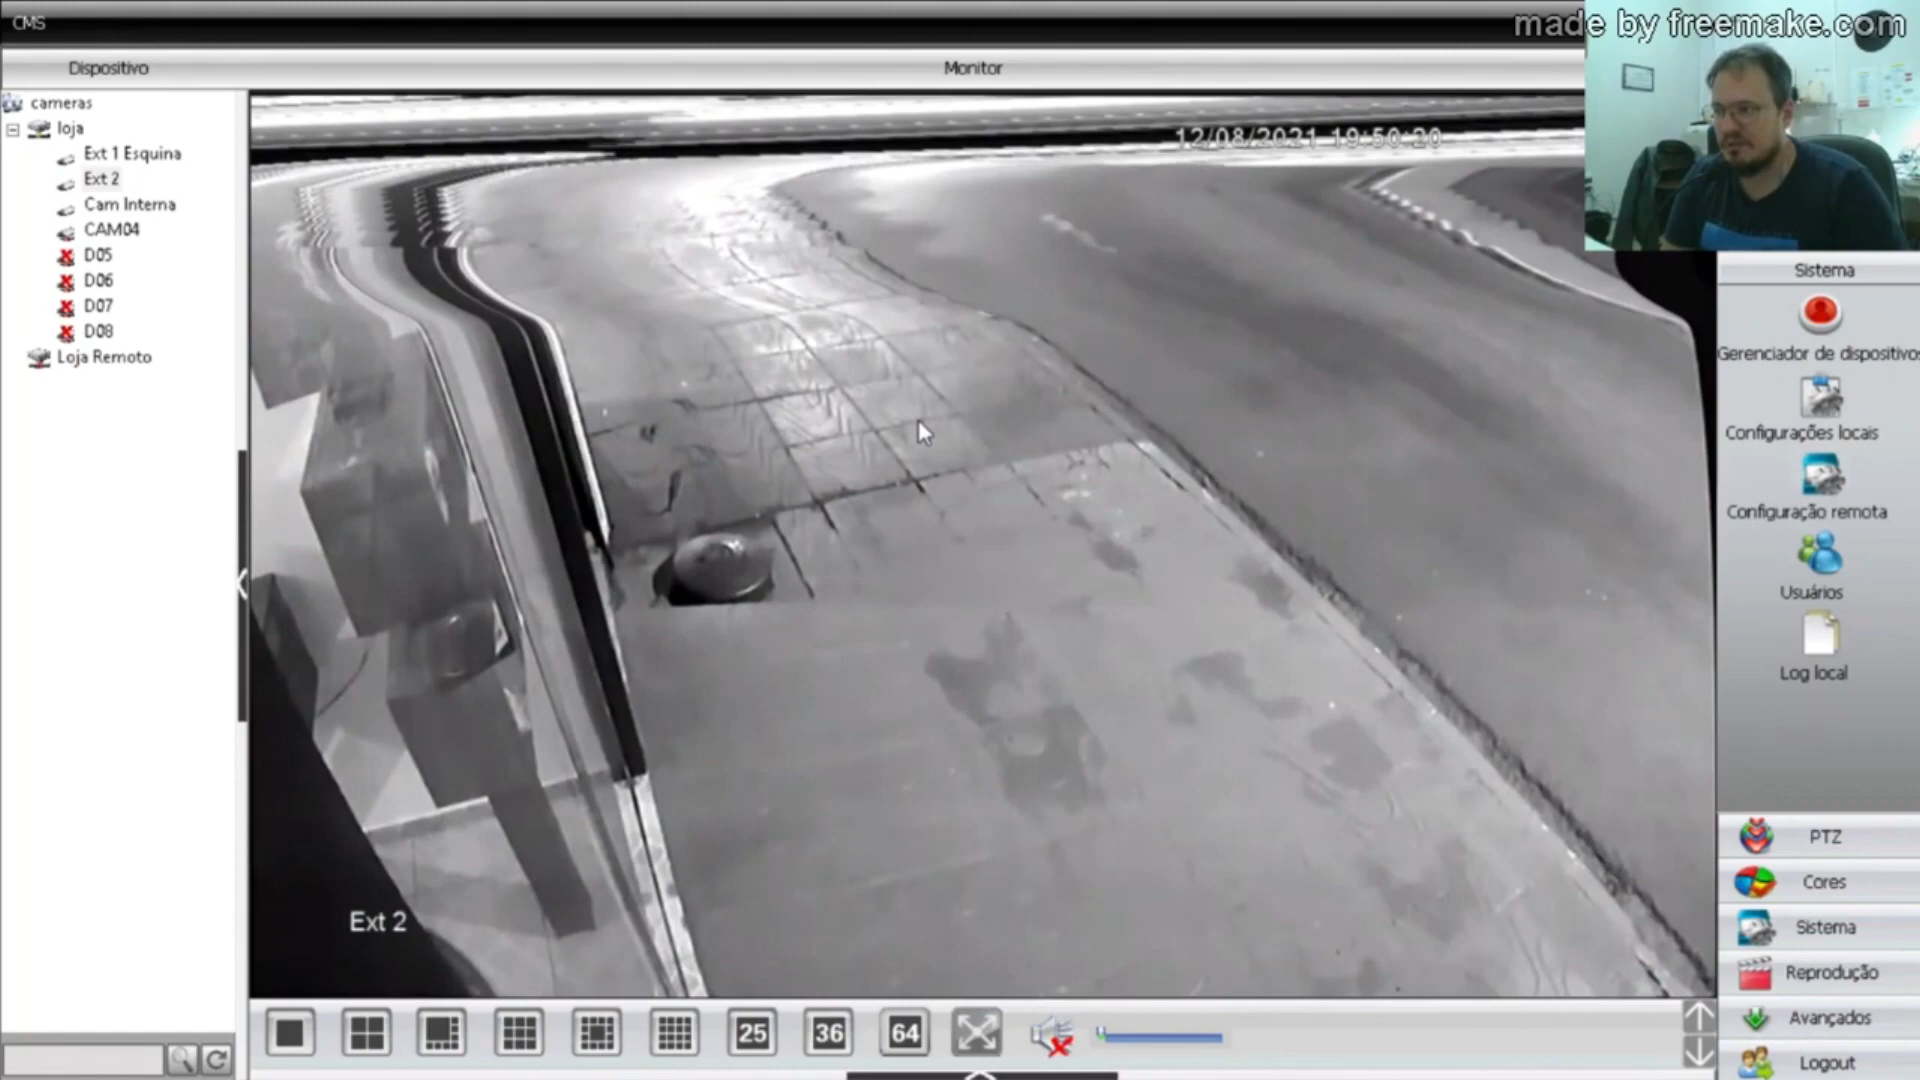 CMS
made by freemake.com
Dispositivo
Monitor
cameras
loja
Ext 1 Esquina
Ext 2
Cam Interna
CAM04
D05
D06
D07
D08
Loja Remoto
12/08/2021 19:50:20
Ext 2
Sistema
Gerenciador de dispositivos
Configurações locais
Configuração remota
Usuários
Log local
PTZ
Cores
Sistema
Reprodução
Avançados
Logout
25
36
64